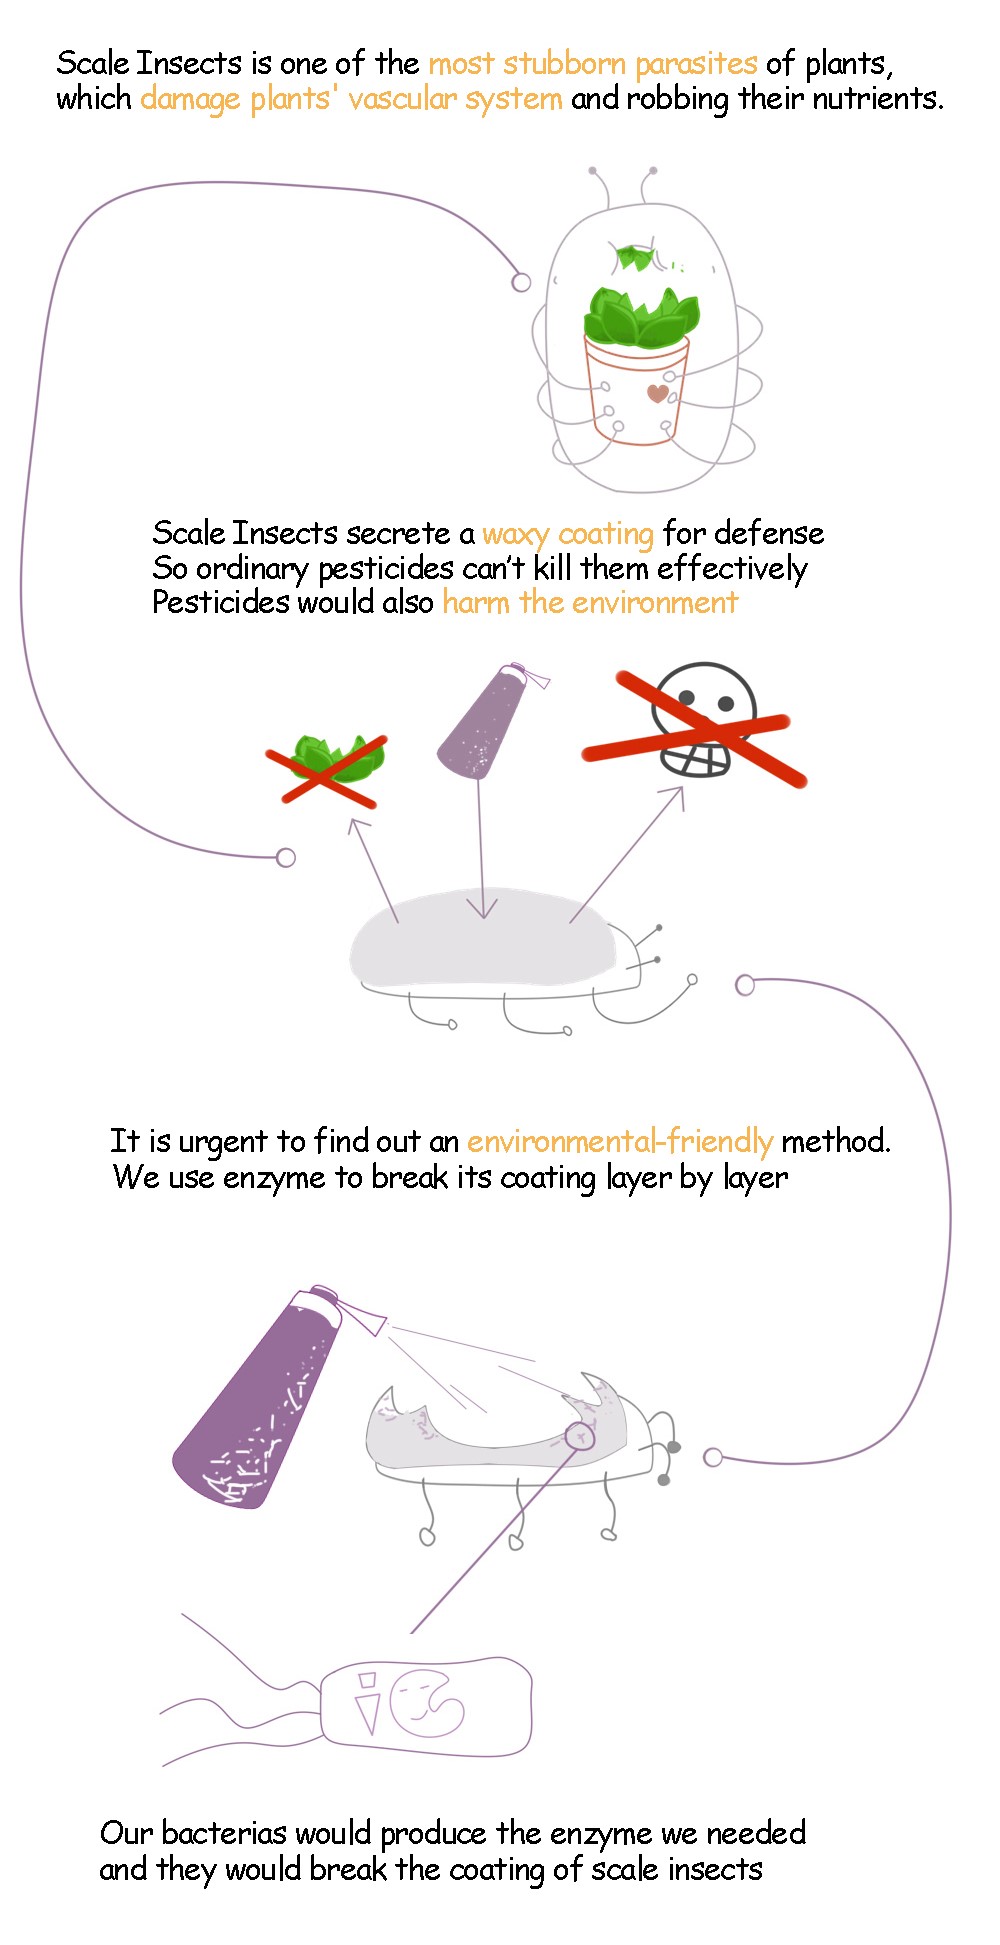 Scale Insects is one of the most stubborn parasites of plants,
which damage plants' vascular system and robbing their nutrients.
Scale Insects secrete a waxy coating for defense
So ordinary pesticides can’t kill them effectively
Pesticides would also harm the environment
It is urgent to find out an environmental-friendly method.
We use enzyme to break its coating layer by layer
Our bacterias would produce the enzyme we needed
and they would break the coating of scale insects